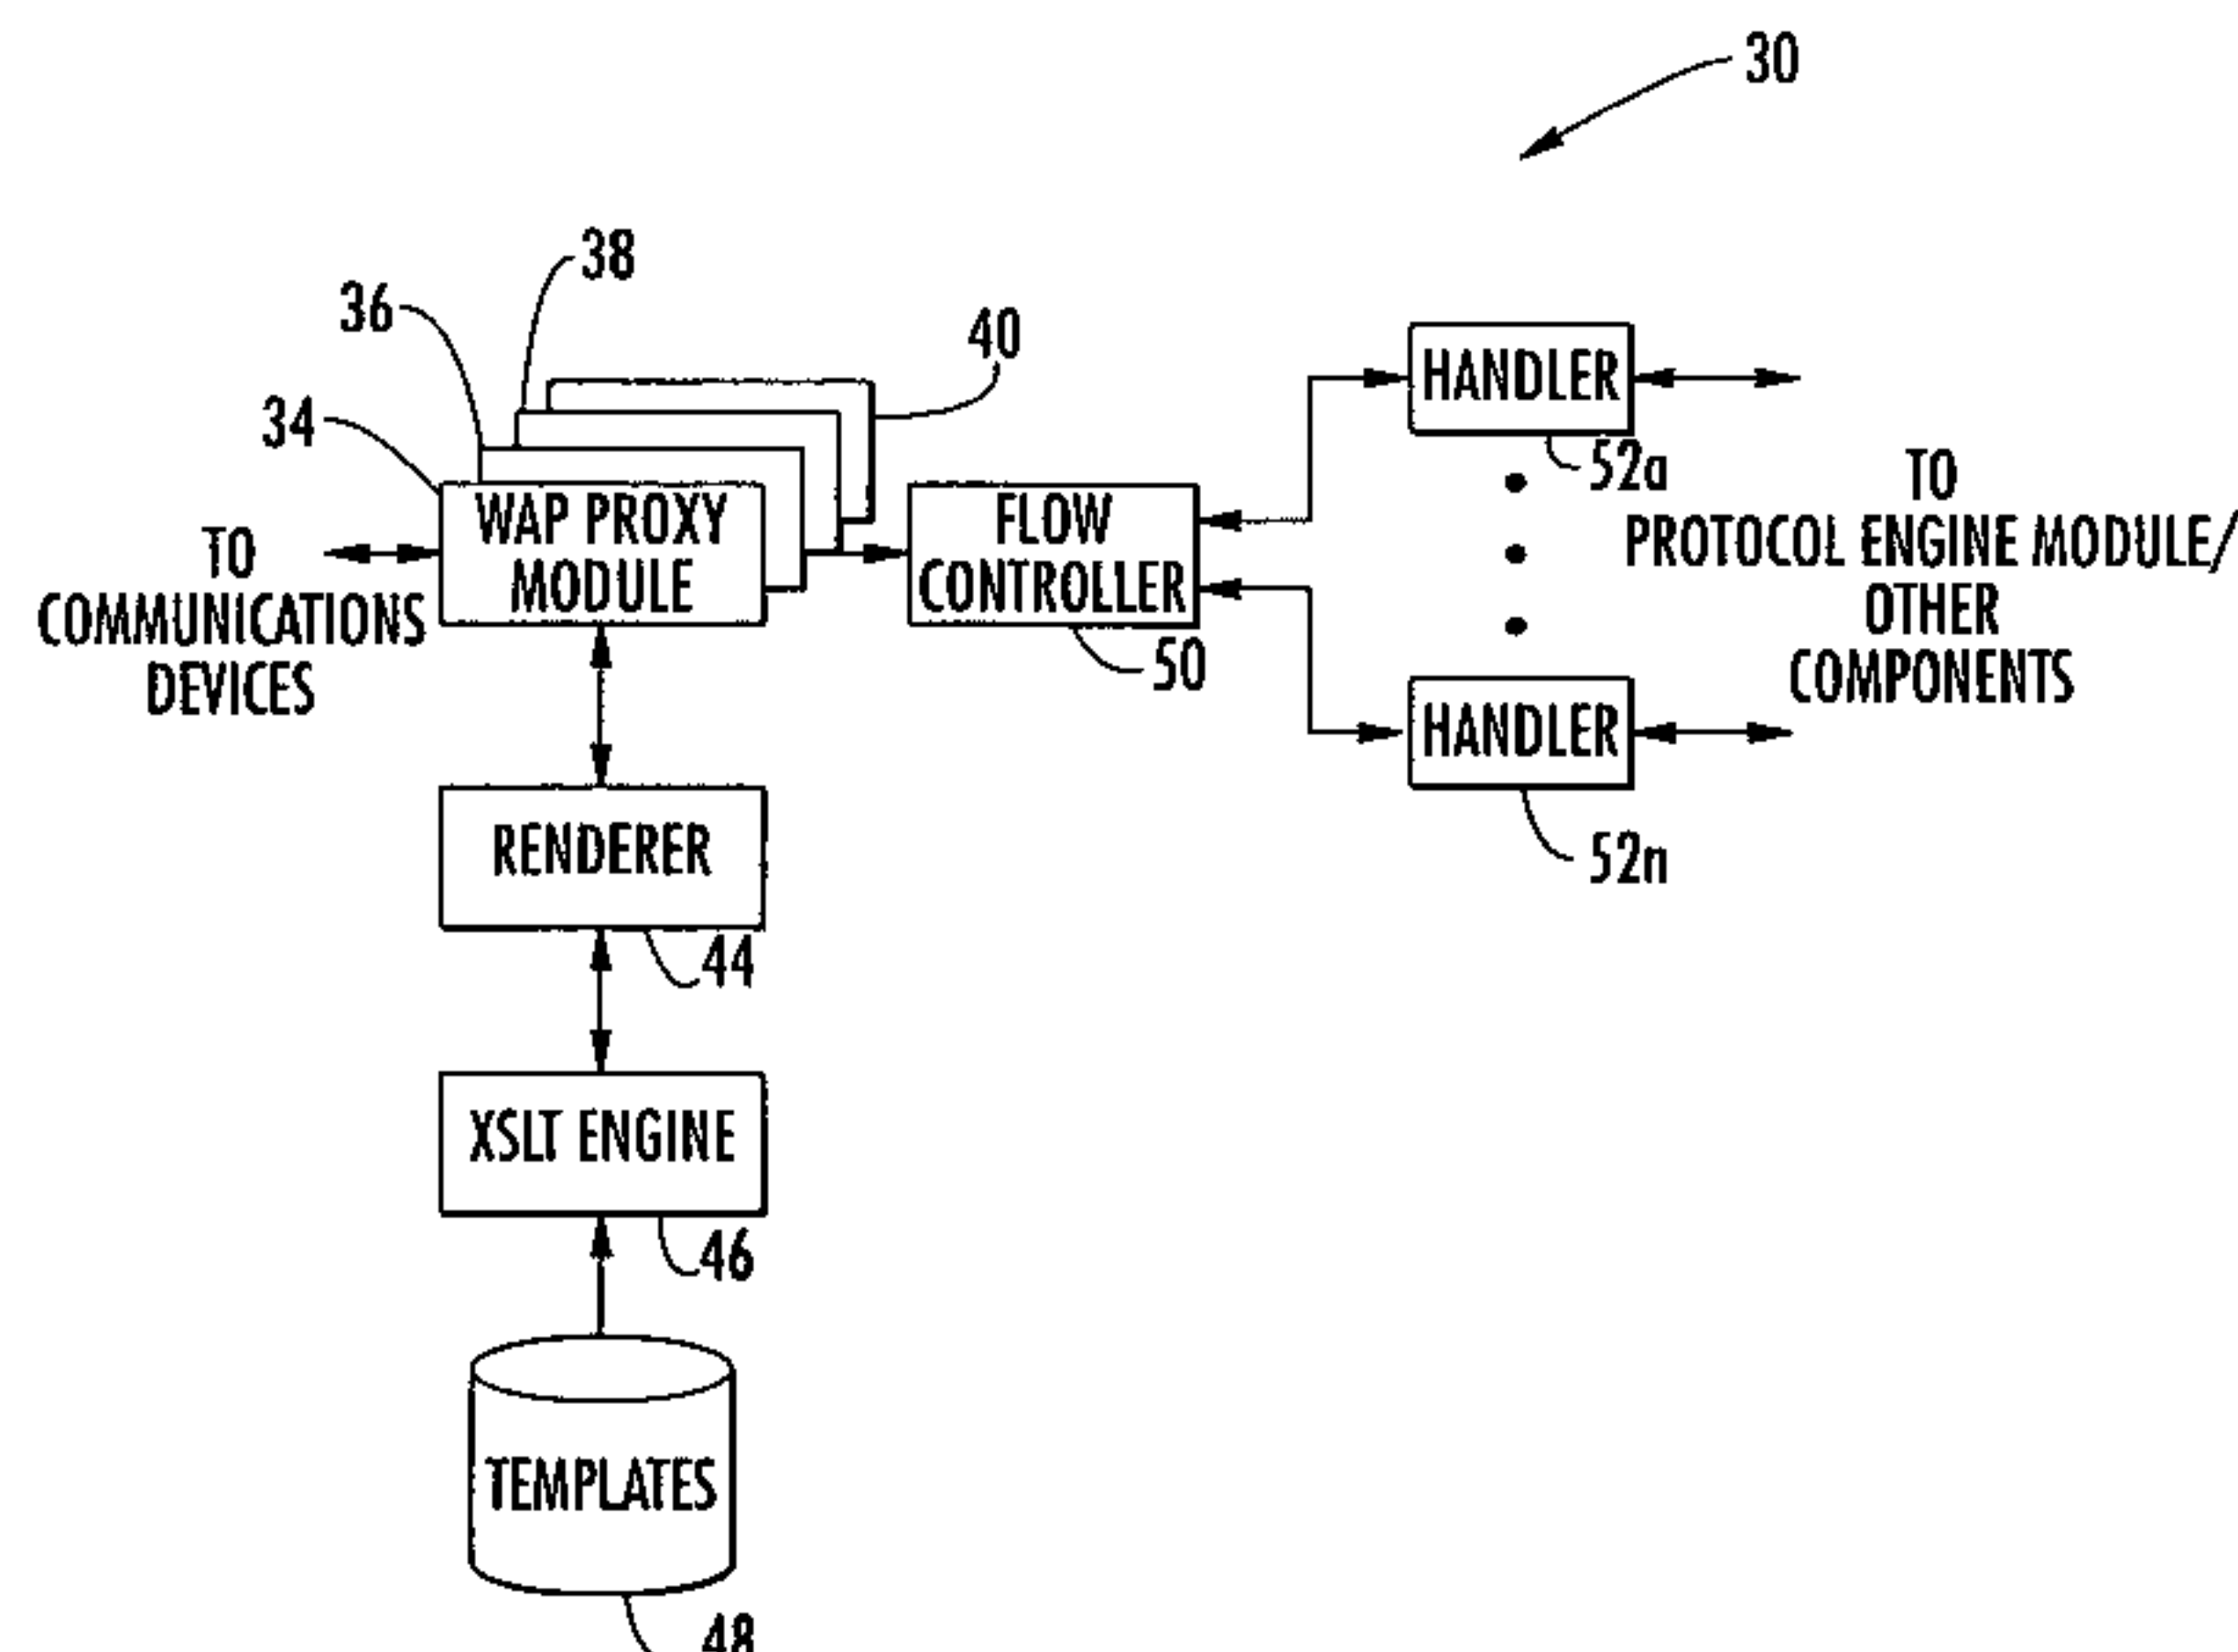 30
38
36
40
34
WAP PROXY
MODULE
FLOW
CONTROLLER
50
HANDLER
52a
TO
COMMUNICATIONS
DEVICES
TO
PROTOCOL ENGINE MODULE/
OTHER
COMPONENTS
HANDLER
52n
RENDERER
44
XSLT ENGINE
46
TEMPLATES
48